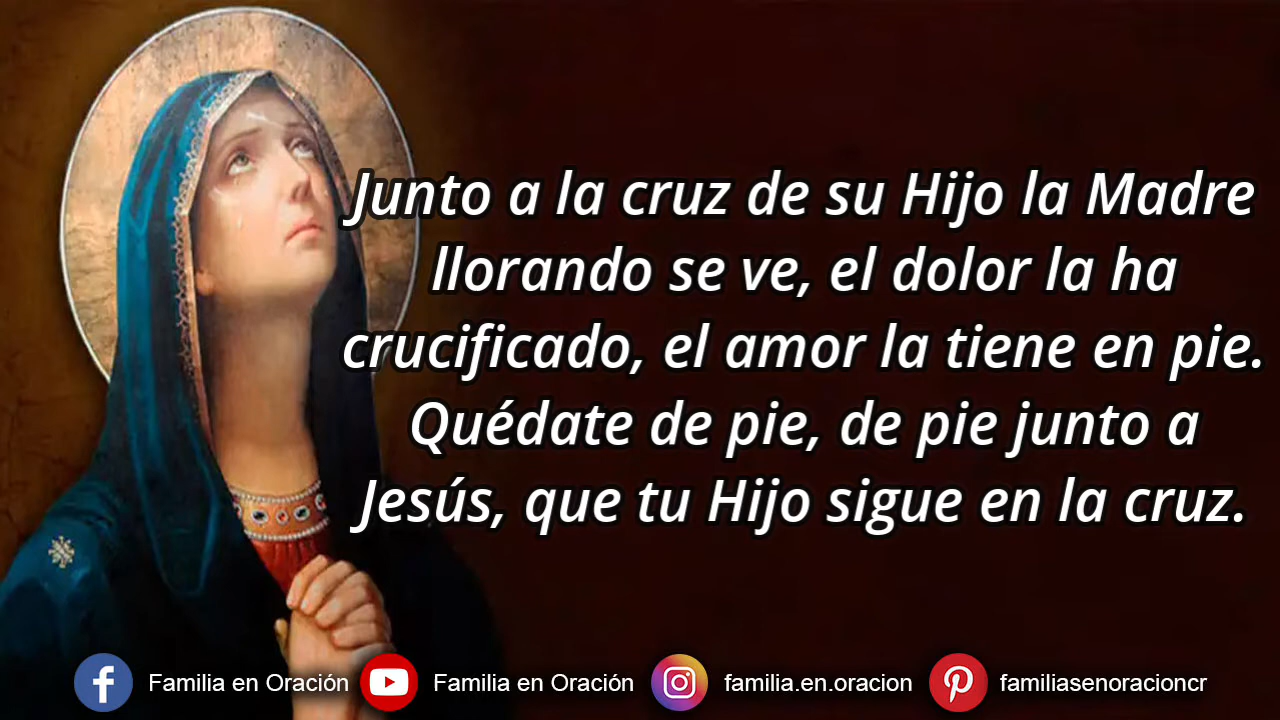 Junto a la cruz de su Hijo la Madre
llorando se ve, el dolor la ha
crucificado, el amor la tiene en pie.
Quédate de pie, de pie junto a
Jesús, que tu Hijo sigue en la cruz.
Familia en Oración Familia en Oración familia.en.oracion familiasenoracioncr